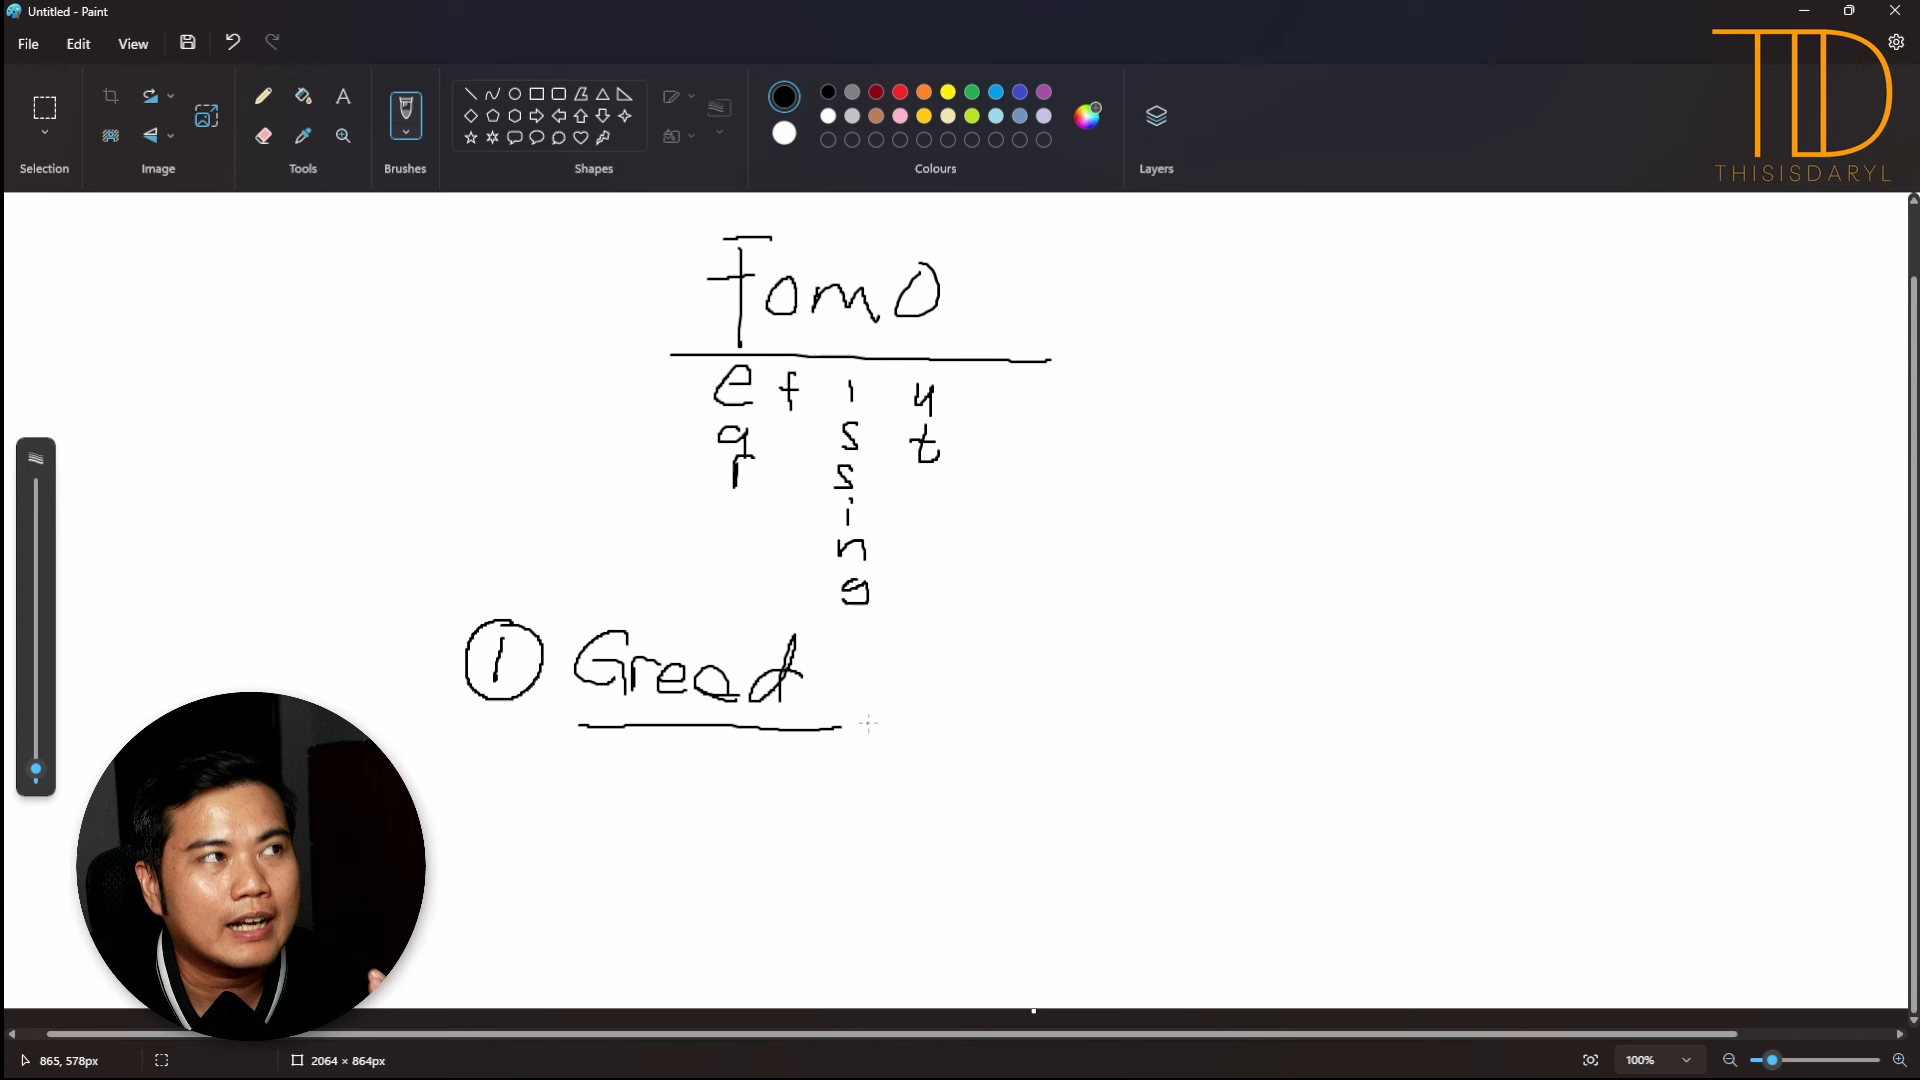 Untitled - Paint
File Edit View
TD
THISISDARYL
Selection Image Tools Brushes Shapes Colours Layers
FOMO
e f i u
a s t
r s
i
n
g
1 Greed
865, 578px 2064 × 864px 100%